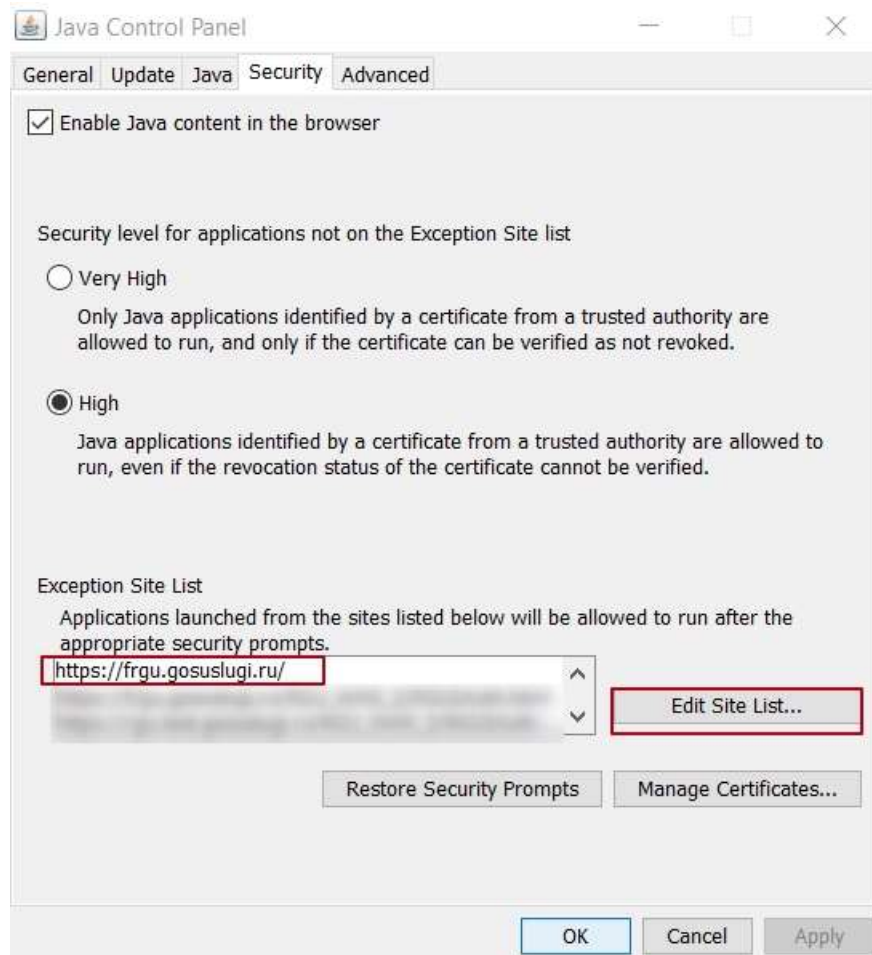 Java Control Panel
General Update Java Security Advanced
Enable Java content in the browser
Security level for applications not on the Exception Site list
Very High
Only Java applications identified by a certificate from a trusted authority are
allowed to run, and only if the certificate can be verified as not revoked.
High
Java applications identified by a certificate from a trusted authority are allowed to
run, even if the revocation status of the certificate cannot be verified.
Exception Site List
Applications launched from the sites listed below will be allowed to run after the
appropriate security prompts.
https://frgu.gosuslugi.ru/
Edit Site List...
Restore Security Prompts Manage Certificates...
OK Cancel Apply